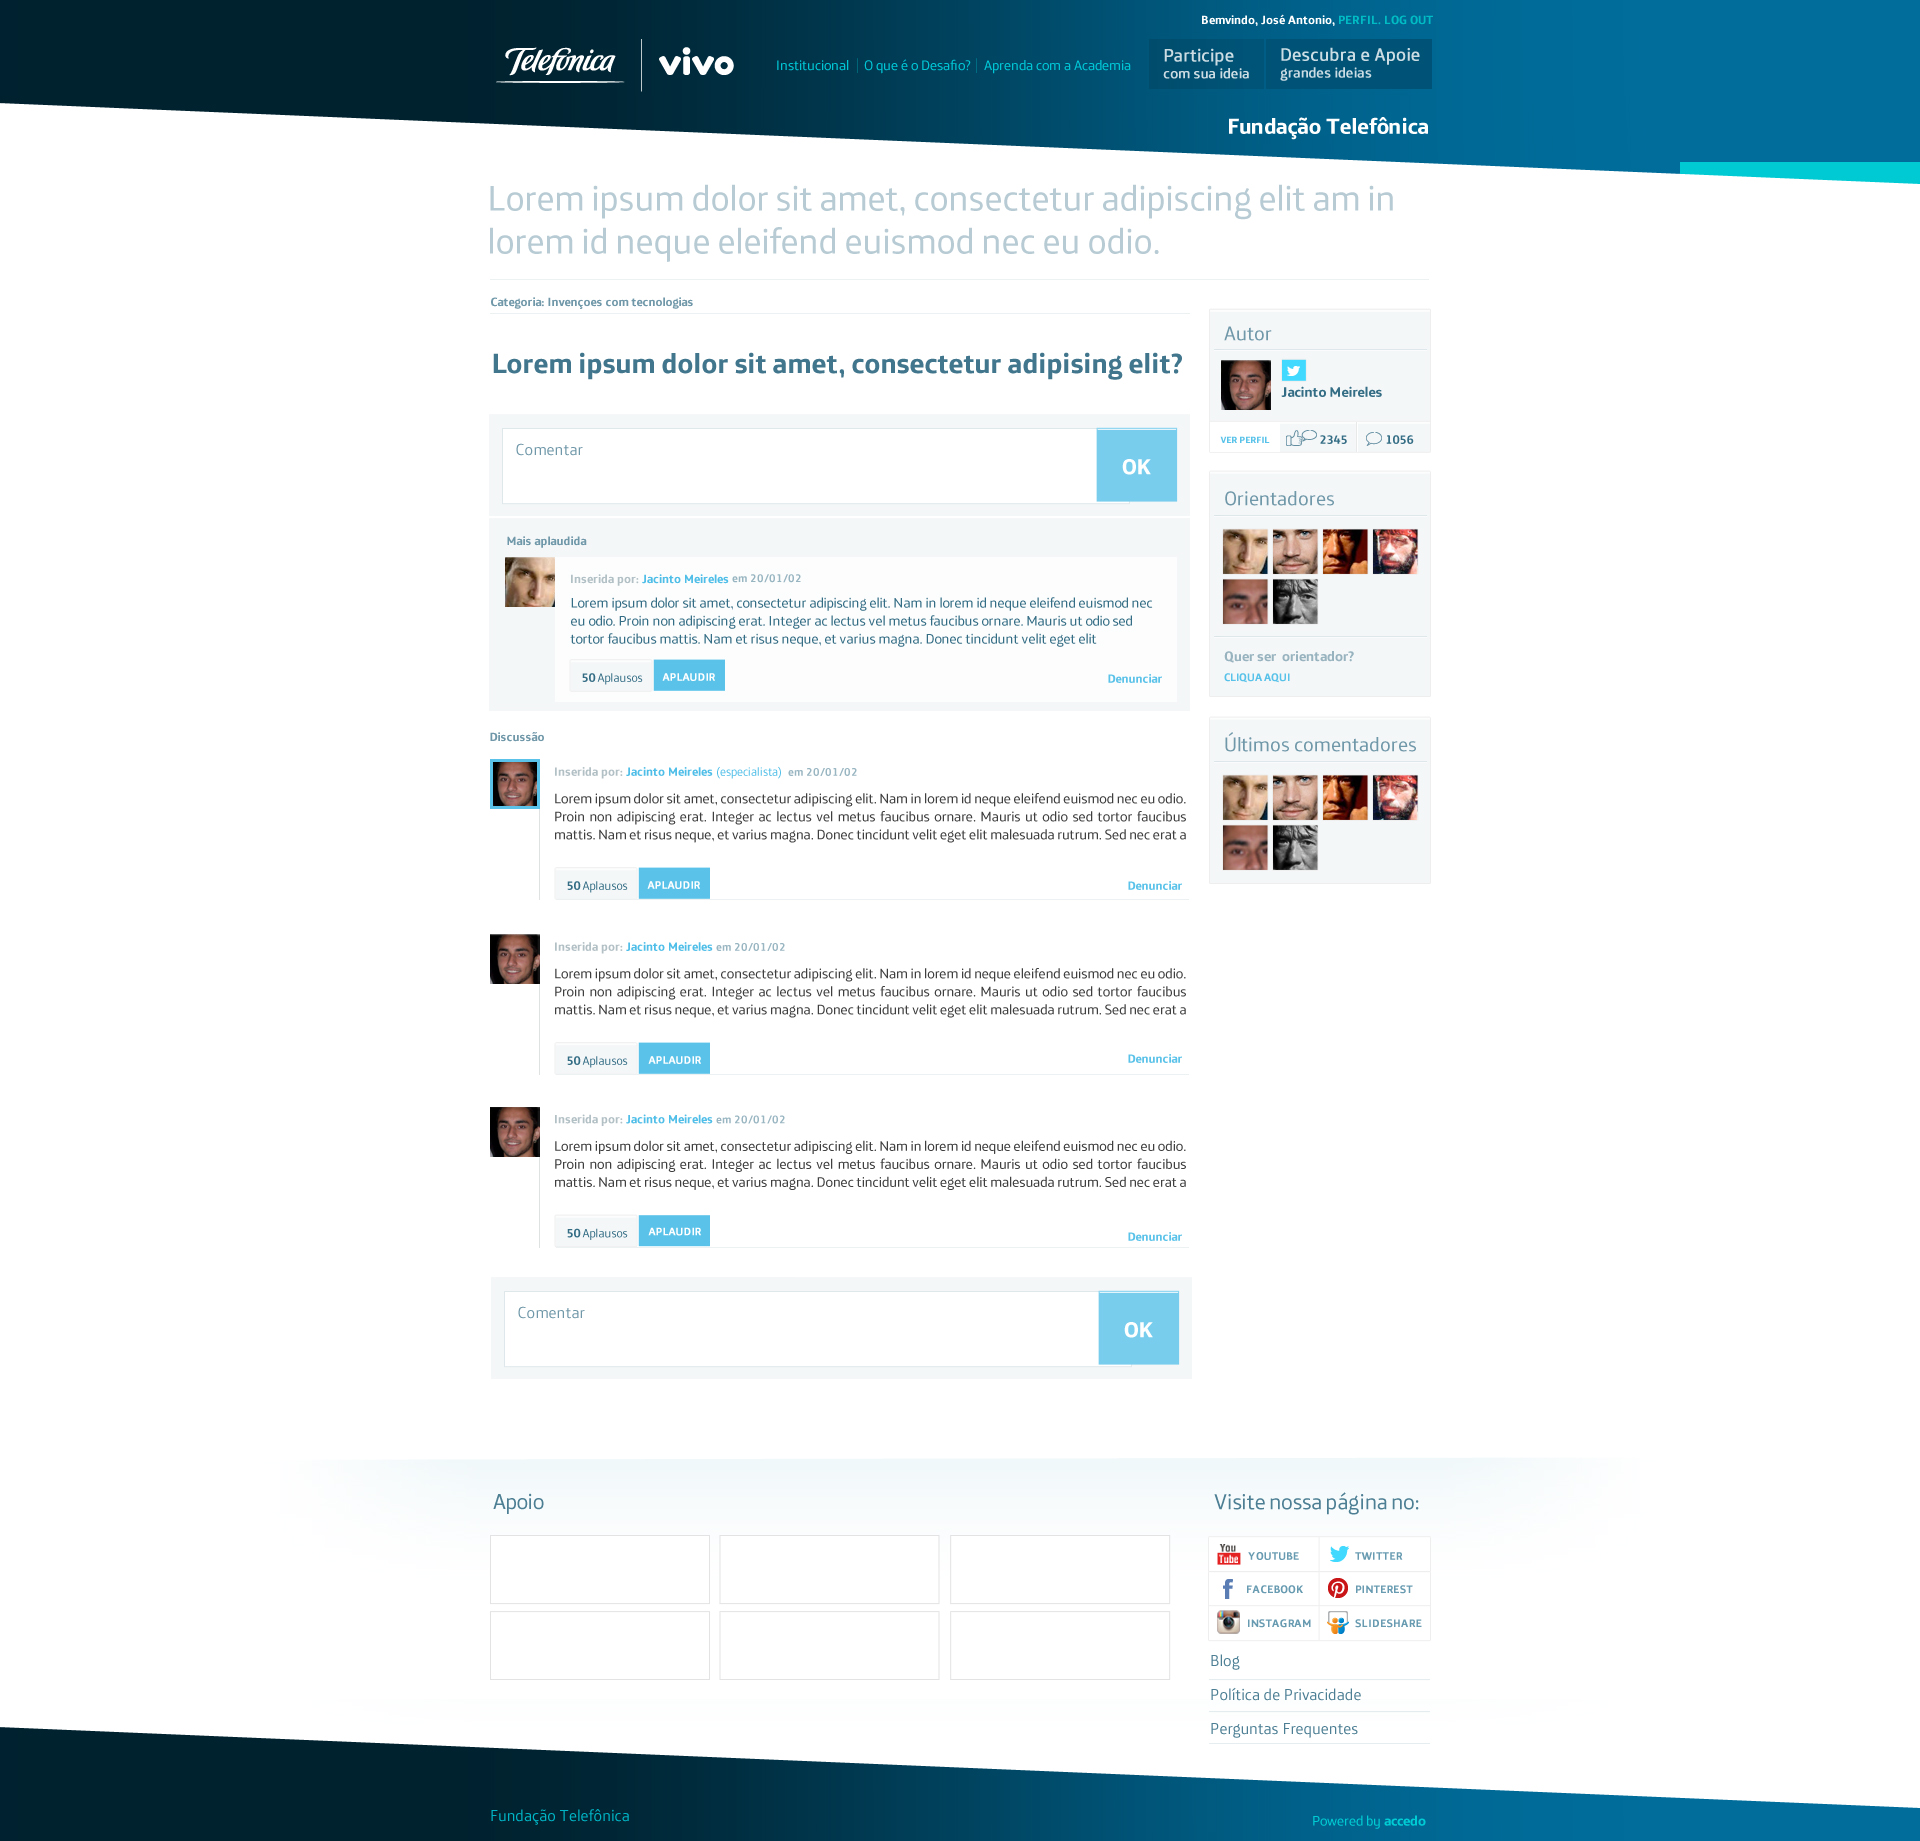 Bemvindo, José Antonio, PERFIL. LOG OUT
Telefónica
vivo
Institucional
O que é o Desafio?
Aprenda com a Academia
Participe
com sua ideia
Descubra e Apoie
grandes ideias
Fundação Telefônica
Lorem ipsum dolor sit amet, consectetur adipiscing elit am in
lorem id neque eleifend euismod nec eu odio.
Categoria: Invençoes com tecnologias
Lorem ipsum dolor sit amet, consectetur adipising elit?
Comentar
OK
Mais aplaudida
Inserida por: Jacinto Meireles em 20/01/02
Lorem ipsum dolor sit amet, consectetur adipiscing elit. Nam in lorem id neque eleifend euismod nec
eu odio. Proin non adipiscing erat. Integer ac lectus vel metus faucibus ornare. Mauris ut odio sed
tortor faucibus mattis. Nam et risus neque, et varius magna. Donec tincidunt velit eget elit
50 Aplausos
APLAUDIR
Denunciar
Discussão
Inserida por: Jacinto Meireles (especialista) em 20/01/02
Lorem ipsum dolor sit amet, consectetur adipiscing elit. Nam in lorem id neque eleifend euismod nec eu odio.
Proin non adipiscing erat. Integer ac lectus vel metus faucibus ornare. Mauris ut odio sed tortor faucibus
mattis. Nam et risus neque, et varius magna. Donec tincidunt velit eget elit malesuada rutrum. Sed nec erat a
50 Aplausos
APLAUDIR
Denunciar
Inserida por: Jacinto Meireles em 20/01/02
Lorem ipsum dolor sit amet, consectetur adipiscing elit. Nam in lorem id neque eleifend euismod nec eu odio.
Proin non adipiscing erat. Integer ac lectus vel metus faucibus ornare. Mauris ut odio sed tortor faucibus
mattis. Nam et risus neque, et varius magna. Donec tincidunt velit eget elit malesuada rutrum. Sed nec erat a
50 Aplausos
APLAUDIR
Denunciar
Inserida por: Jacinto Meireles em 20/01/02
Lorem ipsum dolor sit amet, consectetur adipiscing elit. Nam in lorem id neque eleifend euismod nec eu odio.
Proin non adipiscing erat. Integer ac lectus vel metus faucibus ornare. Mauris ut odio sed tortor faucibus
mattis. Nam et risus neque, et varius magna. Donec tincidunt velit eget elit malesuada rutrum. Sed nec erat a
50 Aplausos
APLAUDIR
Denunciar
Comentar
OK
Autor
Jacinto Meireles
VER PERFIL
2345
1056
Orientadores
Quer ser orientador?
CLIQUA AQUI
Últimos comentadores
Apoio
Visite nossa página no:
You Tube
YOUTUBE
TWITTER
FACEBOOK
PINTEREST
INSTAGRAM
SLIDESHARE
Blog
Política de Privacidade
Perguntas Frequentes
Fundação Telefônica
Powered by accedo